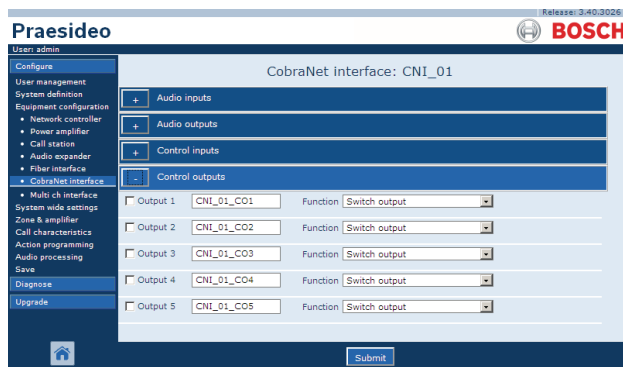 Release: 3.40.3026
Praesideo
BOSCH
User: admin
Configure
User management
System definition
Equipment configuration
• Network controller
• Power amplifier
• Call station
• Audio expander
• Fiber interface
• CobraNet interface
• Multi ch interface
System wide settings
Zone & amplifier
Call characteristics
Action programming
Audio processing
Save
Diagnose
Upgrade
CobraNet interface: CNI_01
+ Audio inputs
+ Audio outputs
+ Control inputs
- Control outputs
Output 1 CNI_01_CO1 Function Switch output
Output 2 CNI_01_CO2 Function Switch output
Output 3 CNI_01_CO3 Function Switch output
Output 4 CNI_01_CO4 Function Switch output
Output 5 CNI_01_CO5 Function Switch output
Submit